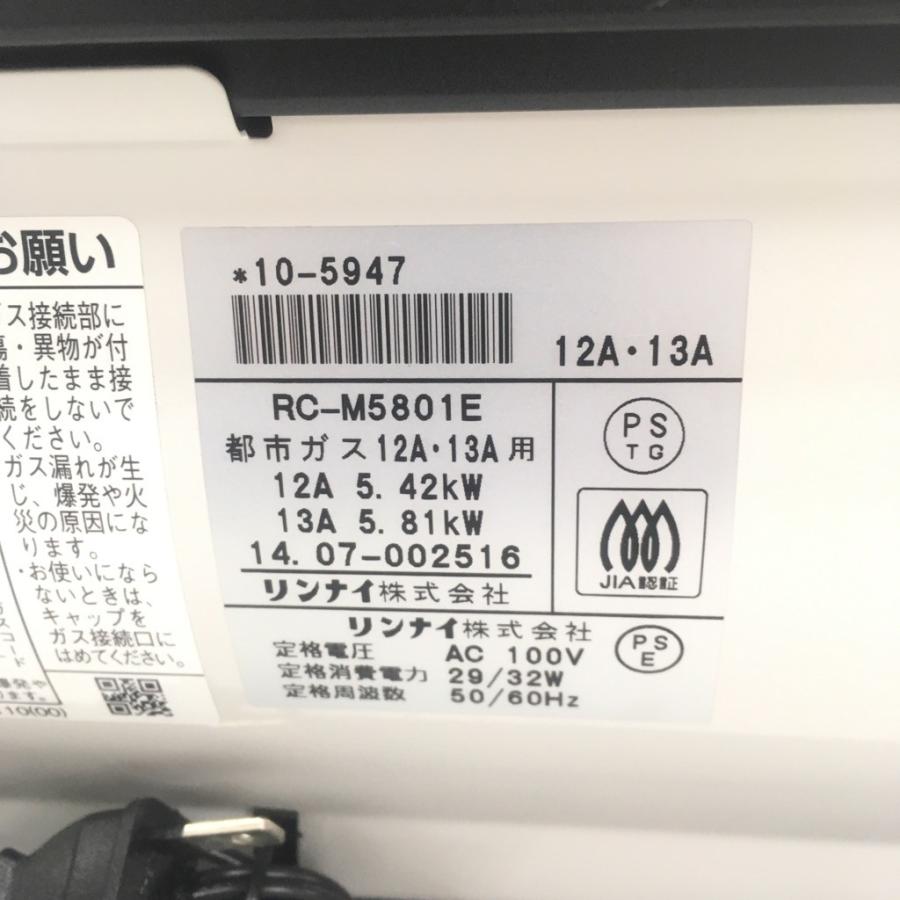 お願い
ガス接続部に
傷・異物が付
着したまま接
続をしないで
ください。
ガス漏れが生
じ、爆発や火
災の原因にな
ります。
・お使いになら
ないときは、
キャップを
ガス接続口に
はめてください。
*10-5947
12A・13A
RC-M5801E
都市ガス12A・13A用
12A 5.42kW
13A 5.81kW
14.07-002516
リンナイ株式会社
PS
TG
JIA認証
リンナイ株式会社
定格電圧 AC 100V
定格消費電力 29/32W
定格周波数 50/60Hz
PS
E